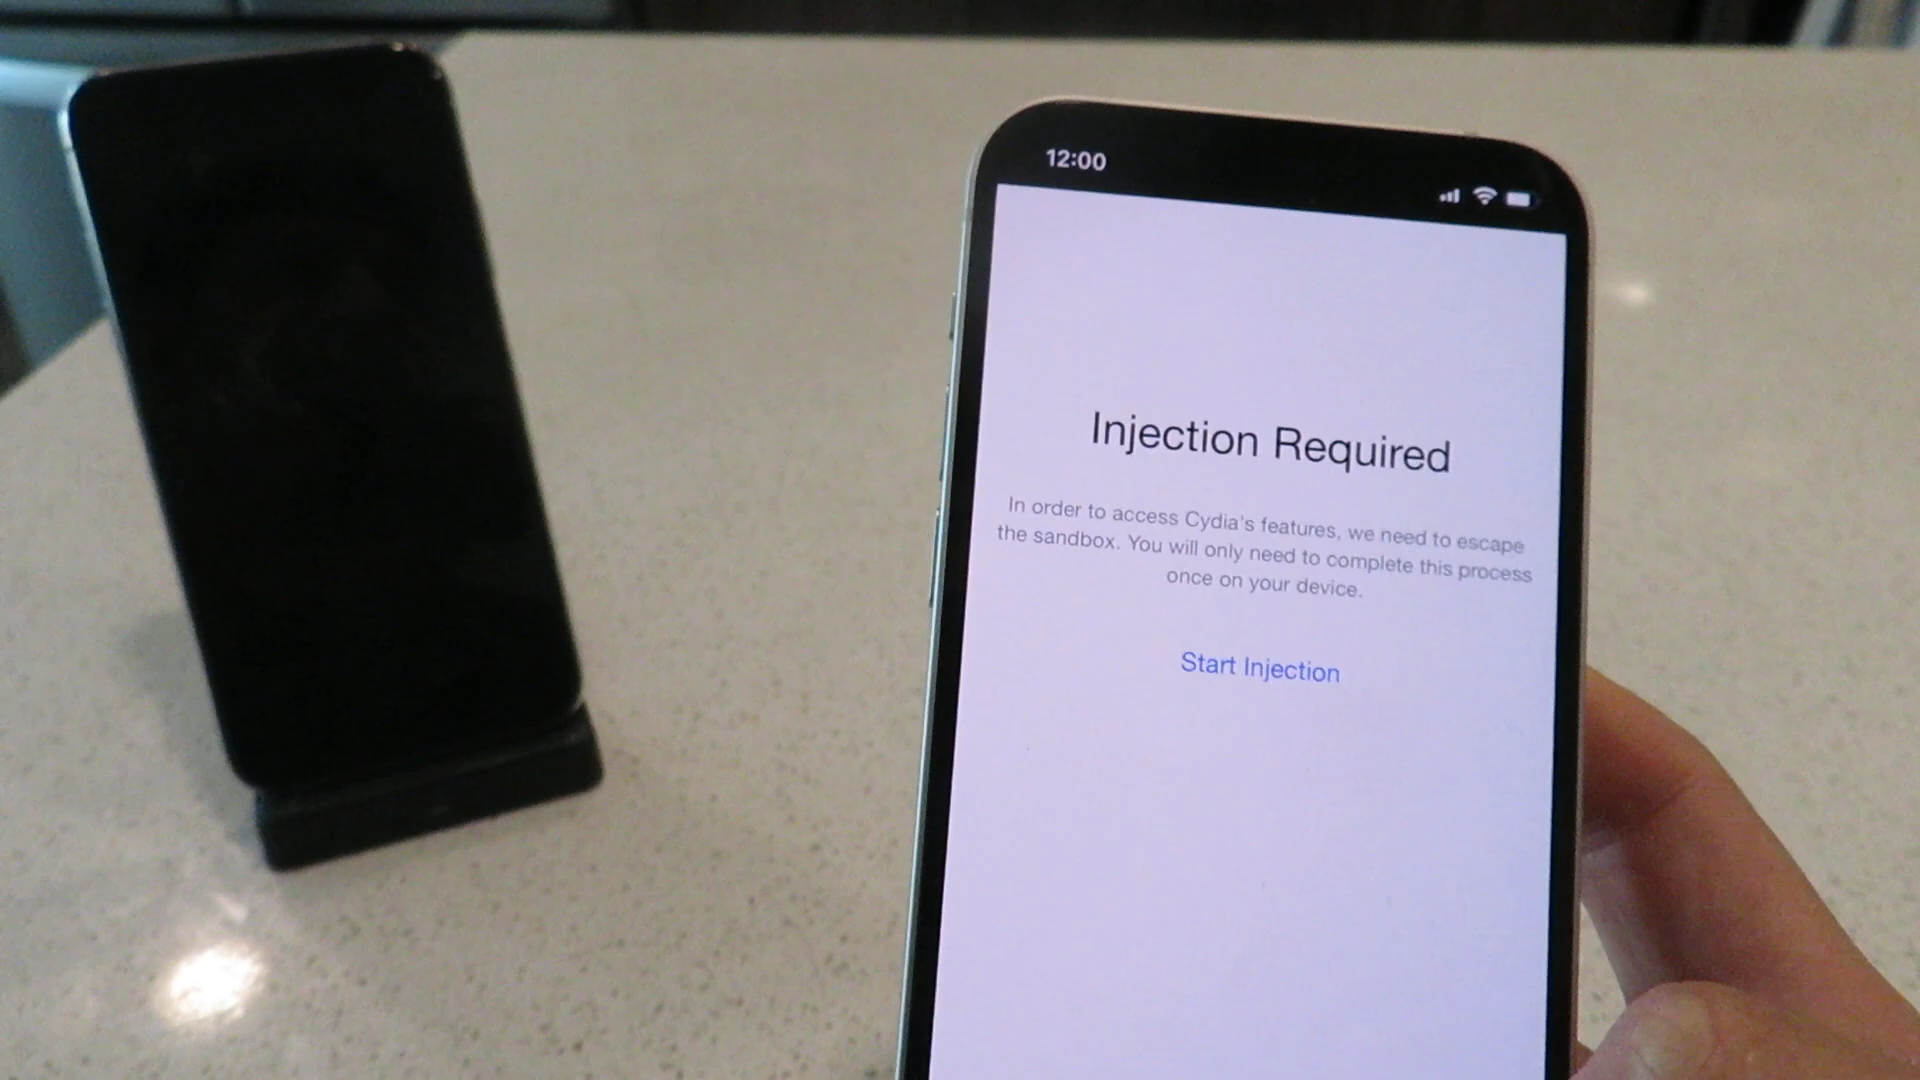 12:00
Injection Required
In order to access Cydia's features, we need to escape
the sandbox. You will only need to complete this process
once on your device.
Start Injection